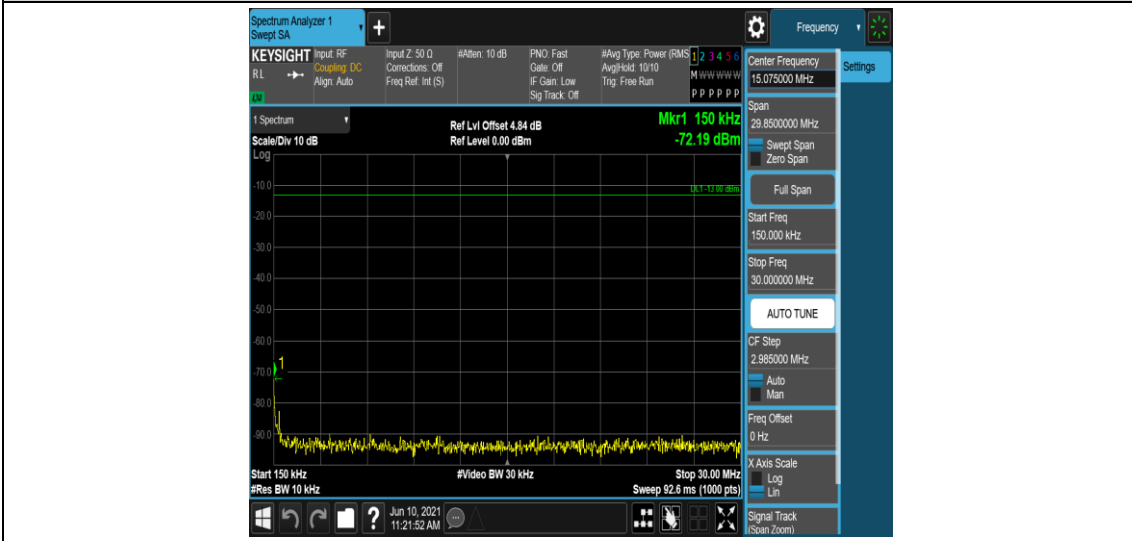 Spectrum Analyzer 1
Swept SA
+
Frequency
KEYSIGHT
RL
Input: RF
Coupling: DC
Align: Auto
Input Z: 50 Ω
Corrections: Off
Freq Ref: Int (S)
#Atten: 10 dB
PNO: Fast
Gate: Off
IF Gain: Low
Sig Track: Off
#Avg Type: Power (RMS
Avg|Hold: 10/10
Trig: Free Run
1 2 3 4 5 6
M W W W W W
P P P P P P
1 Spectrum
Scale/Div 10 dB
Log
Ref Lvl Offset 4.84 dB
Ref Level 0.00 dBm
Mkr1 150 kHz
-72.19 dBm
DL1 -13.00 dBm
-10.0
-20.0
-30.0
-40.0
-50.0
-60.0
1
-70.0
-80.0
-90.0
Start 150 kHz
#Res BW 10 kHz
#Video BW 30 kHz
Stop 30.00 MHz
Sweep 92.6 ms (1000 pts)
?
Jun 10, 2021
11:21:52 AM
Center Frequency
15.075000 MHz
Settings
Span
29.8500000 MHz
Swept Span
Zero Span
Full Span
Start Freq
150.000 kHz
Stop Freq
30.000000 MHz
AUTO TUNE
CF Step
2.985000 MHz
Auto
Man
Freq Offset
0 Hz
X Axis Scale
Log
Lin
Signal Track
(Span Zoom)